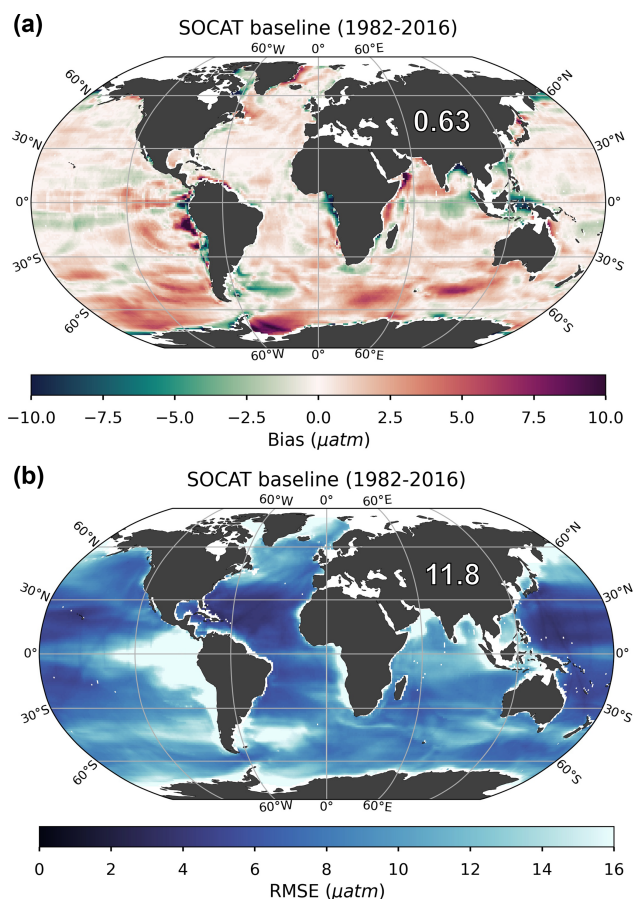 (a)
SOCAT baseline (1982-2016)
60°W 0° 60°E
60°N 60°N
0.63
30°N 30°N
0° 0°
30°S 30°S
60°S 60°S
60°W 0° 60°E
−10.0 −7.5 −5.0 −2.5 0.0 2.5 5.0 7.5 10.0
Bias (μatm)
(b)
SOCAT baseline (1982-2016)
60°W 0° 60°E
60°N 60°N
11.8
30°N 30°N
0° 0°
30°S 30°S
60°S 60°S
60°W 0° 60°E
0 2 4 6 8 10 12 14 16
RMSE (μatm)